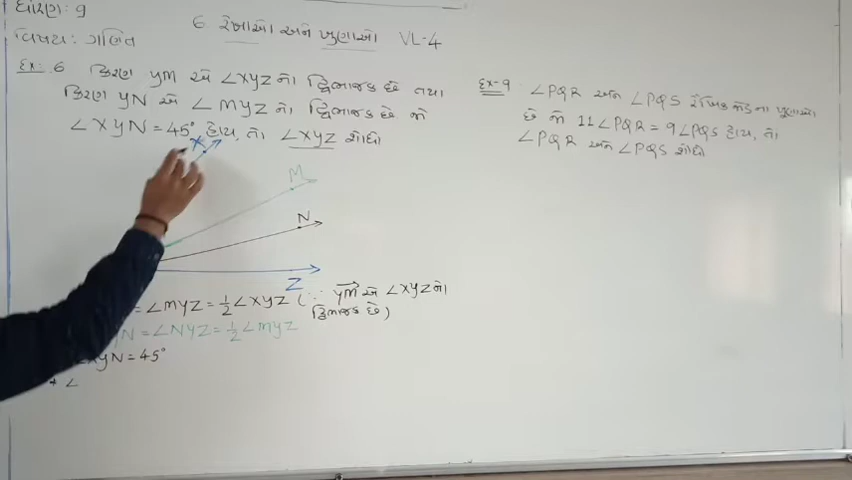 ધોરણ: 9
6 રેખાઓ અને ખૂણાઓ VL-4
વિષય: ગણિત
Ex: 6 કિરણ YM એ ∠XYZ નો દ્વિભાજક છે તથા
કિરણ YN એ ∠MYZ નો દ્વિભાજક છે જો
∠XYN = 45° હોય, તો ∠XYZ શોધો
X
M
N
Z
= ∠MYZ = 1/2 ∠XYZ (∵ YM એ ∠XYZ નો
દ્વિભાજક છે)
YN = ∠NYZ = 1/2 ∠MYZ
∠XYN = 45°
+ ∠
Ex-9 ∠PQR અને ∠PQS રૈખિક જોડના ખૂણાઓ
છે જો 11∠PQR = 9∠PQS હોય, તો
∠PQR અને ∠PQS શોધો